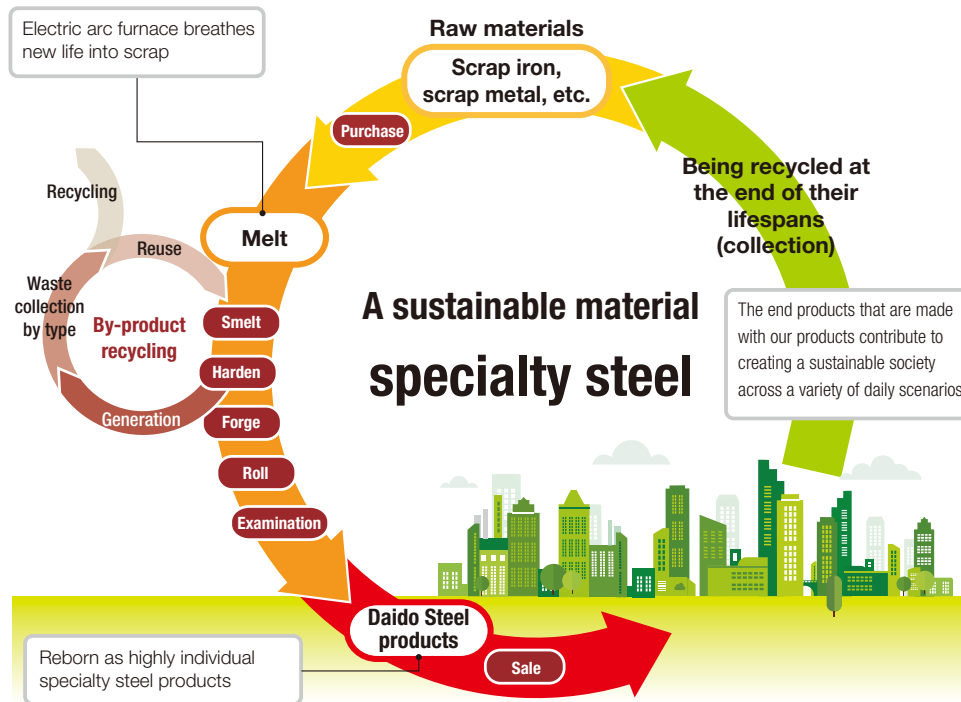 Electric arc furnace breathes
new life into scrap
Raw materials
Scrap iron,
scrap metal, etc.
Purchase
Being recycled at
the end of their
lifespans
(collection)
Recycling
Melt
Reuse
Waste
collection
by type
By-product
recycling
Generation
Smelt
Harden
Forge
Roll
Examination
A sustainable material
specialty steel
The end products that are made
with our products contribute to
creating a sustainable society
across a variety of daily scenarios
Daido Steel
products
Sale
Reborn as highly individual
specialty steel products